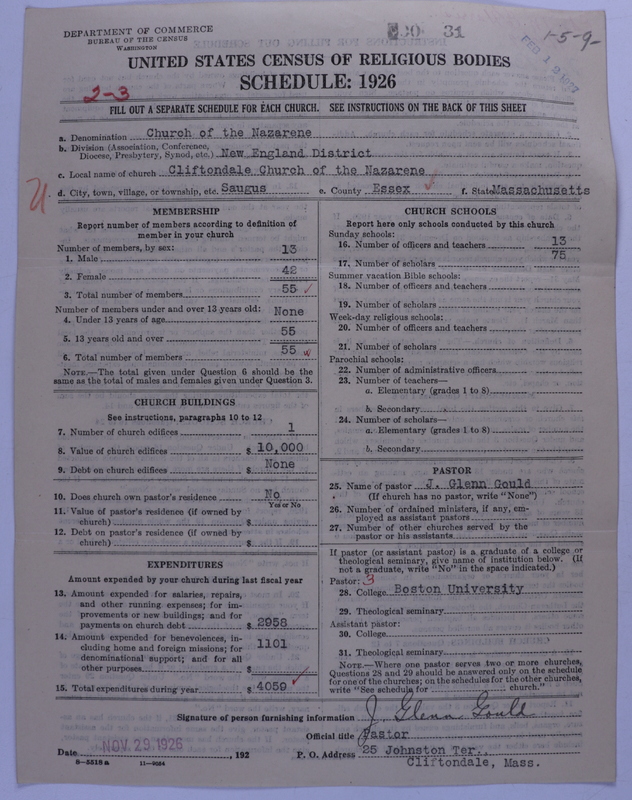 DEPARTMENT OF COMMERCE
BUREAU OF THE CENSUS
WASHINGTON
31
1-5-9-
UNITED STATES CENSUS OF RELIGIOUS BODIES
SCHEDULE: 1926
2-3
FILL OUT A SEPARATE SCHEDULE FOR EACH CHURCH. SEE INSTRUCTIONS ON THE BACK OF THIS SHEET
a. Denomination Church of the Nazarene
b. Division (Association, Conference, Diocese, Presbytery, Synod, etc.) New England District
c. Local name of church Cliftondale Church of the Nazarene
d. City, town, village, or township, etc. Saugus e. County Essex f. State Massachusetts
MEMBERSHIP
Report number of members according to definition of
member in your church
Number of members, by sex:
1. Male 13
2. Female 42
3. Total number of members 55
Number of members under and over 13 years old:
4. Under 13 years of age None
5. 13 years old and over 55
6. Total number of members 55
NOTE.—The total given under Question 6 should be
same as the total of males and females given under Question 3.
CHURCH BUILDINGS
See instructions, paragraphs 10 to 12
7. Number of church edifices 1
8. Value of church edifices $ 10,000
9. Debt on church edifices $ None
10. Does church own pastor's residence No
Yes or No
11. Value of pastor's residence (if owned by
church) $
12. Debt on pastor's residence (if owned by
church) $
EXPENDITURES
Amount expended by your church during last fiscal year
13. Amount expended for salaries, repairs,
and other running expenses; for im-
provements or new buildings; and for
payments on church debt $ 2958
14. Amount expended for benevolences, in-
cluding home and foreign missions; for
denominational support; and for all
other purposes $ 1101
15. Total expenditures during year $ 4059
CHURCH SCHOOLS
Report here only schools conducted by this church
Sunday schools:
16. Number of officers and teachers 13
17. Number of scholars 75
Summer vacation Bible schools:
18. Number of officers and teachers
19. Number of scholars
Week-day religious schools:
20. Number of officers and teachers
21. Number of scholars
Parochial schools:
22. Number of administrative officers
23. Number of teachers—
a. Elementary (grades 1 to 8)
b. Secondary
24. Number of scholars—
a. Elementary (grades 1 to 8)
b. Secondary
PASTOR
25. Name of pastor J. Glenn Gould
(If church has no pastor, write "None")
26. Number of ordained ministers, if any, em-
ployed as assistant pastors
27. Number of other churches served by the
pastor or his assistants
If pastor (or assistant pastor) is a graduate of a college or
theological seminary, give name of institution below. (If
not a graduate, write "No" in the space indicated.)
Pastor: 3
28. College Boston University
29. Theological seminary
Assistant pastor:
30. College
31. Theological seminary
NOTE.—Where one pastor serves two or more churches,
Questions 28 and 29 should be answered only on the schedule
for one of the churches; on the schedules for the other churches,
write "See schedule for church."
Signature of person furnishing information J. Glenn Gould
Official title Pastor
Date NOV 29 1926, 192 P. O. Address 25 Johnston Ter.,
Cliftondale, Mass.
8-5518a 11-9064